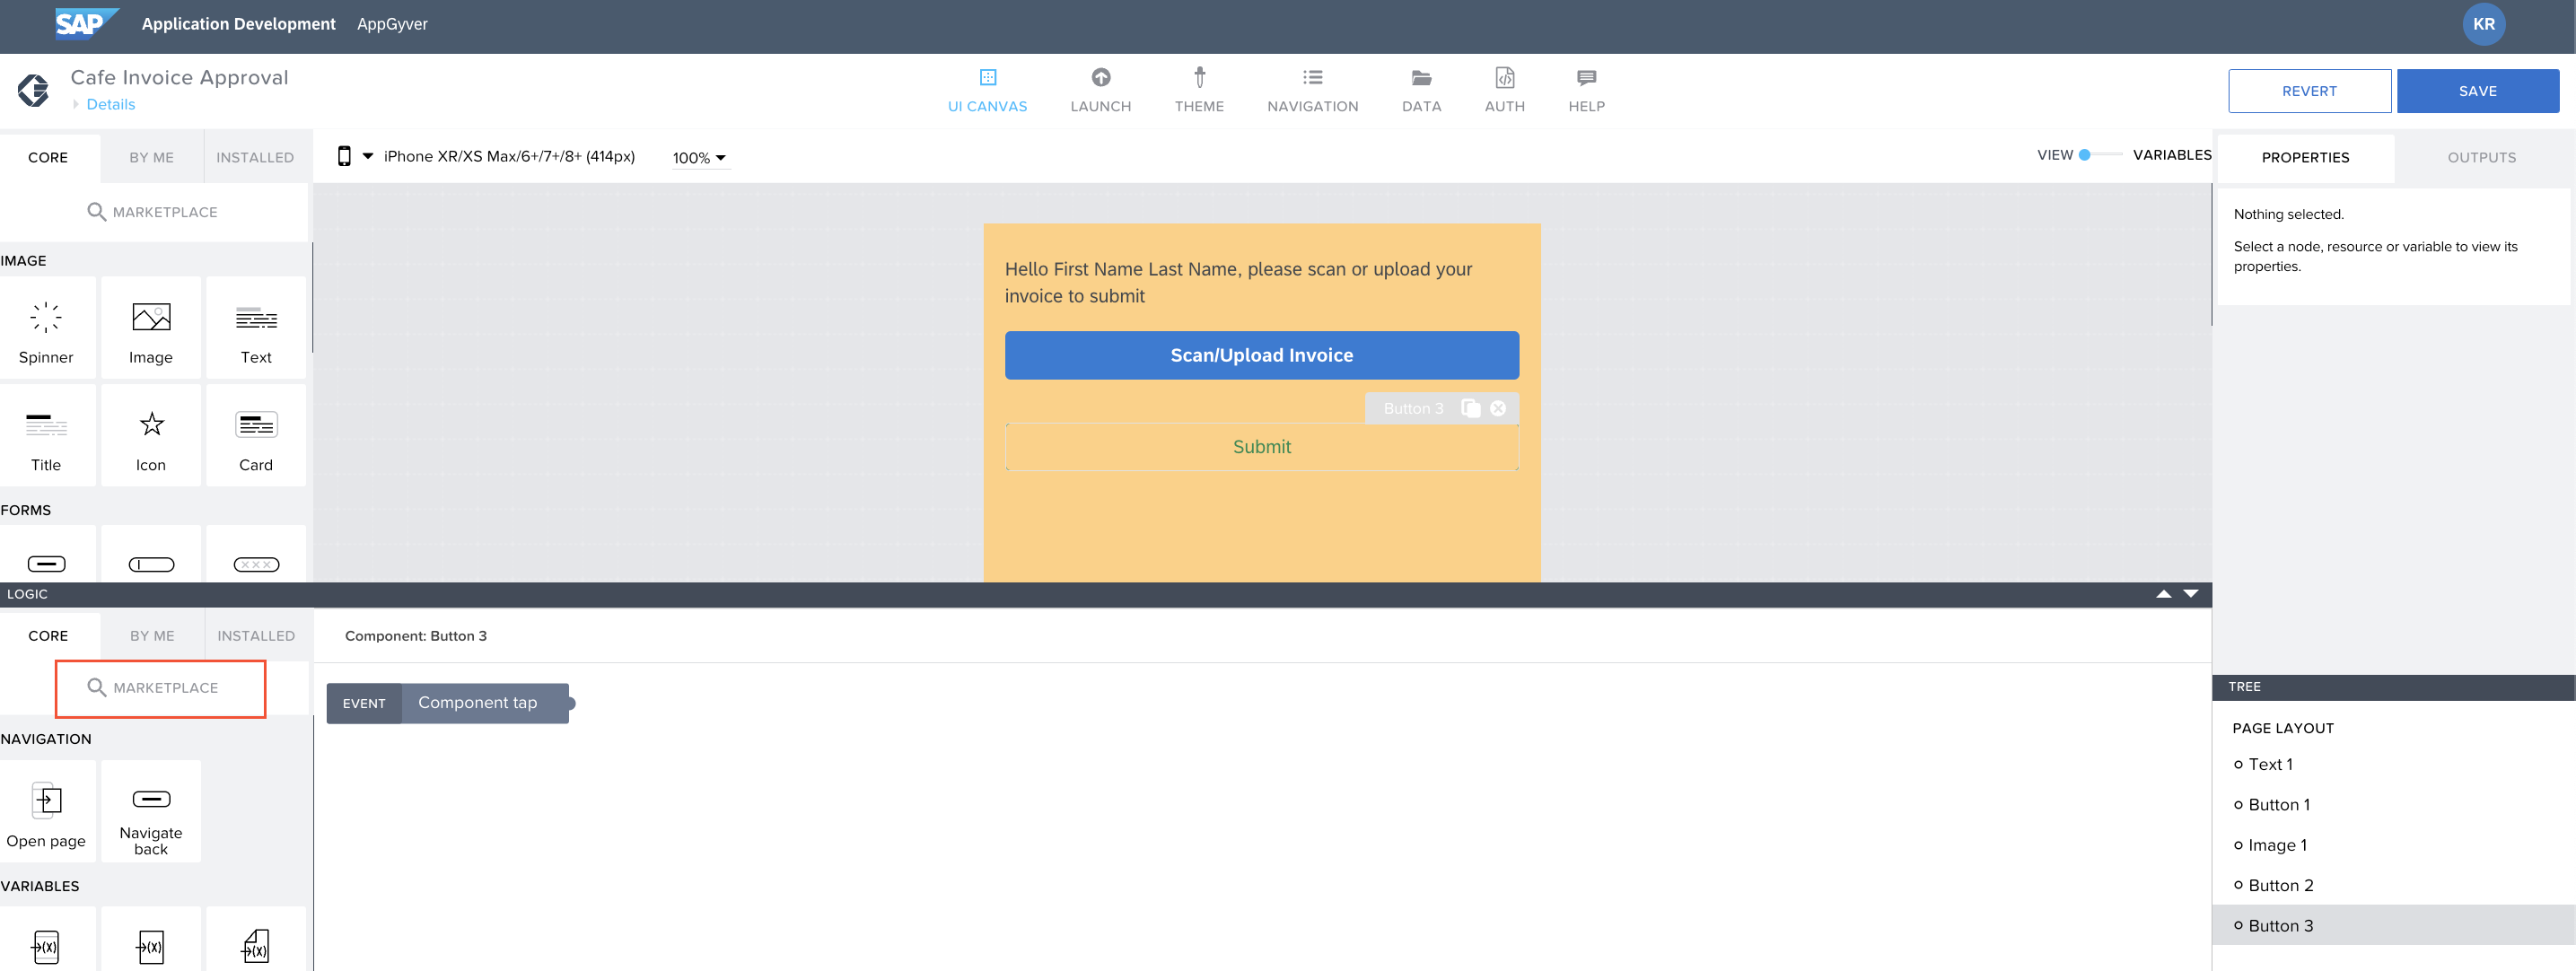 SAP Application Development AppGyver KR
Cafe Invoice Approval
Details
UI CANVAS LAUNCH THEME NAVIGATION DATA AUTH HELP
REVERT SAVE
CORE BY ME INSTALLED
iPhone XR/XS Max/6+/7+/8+ (414px) 100%
VIEW VARIABLES
PROPERTIES OUTPUTS
MARKETPLACE
Nothing selected.
Select a node, resource or variable to view its
properties.
IMAGE
Spinner Image Text
Title Icon Card
FORMS
Hello First Name Last Name, please scan or upload your
invoice to submit
Scan/Upload Invoice
Button 3
Submit
LOGIC
CORE BY ME INSTALLED
Component: Button 3
MARKETPLACE
EVENT Component tap
NAVIGATION
Open page Navigate
back
VARIABLES
(X) (X) (X)
TREE
PAGE LAYOUT
Text 1
Button 1
Image 1
Button 2
Button 3